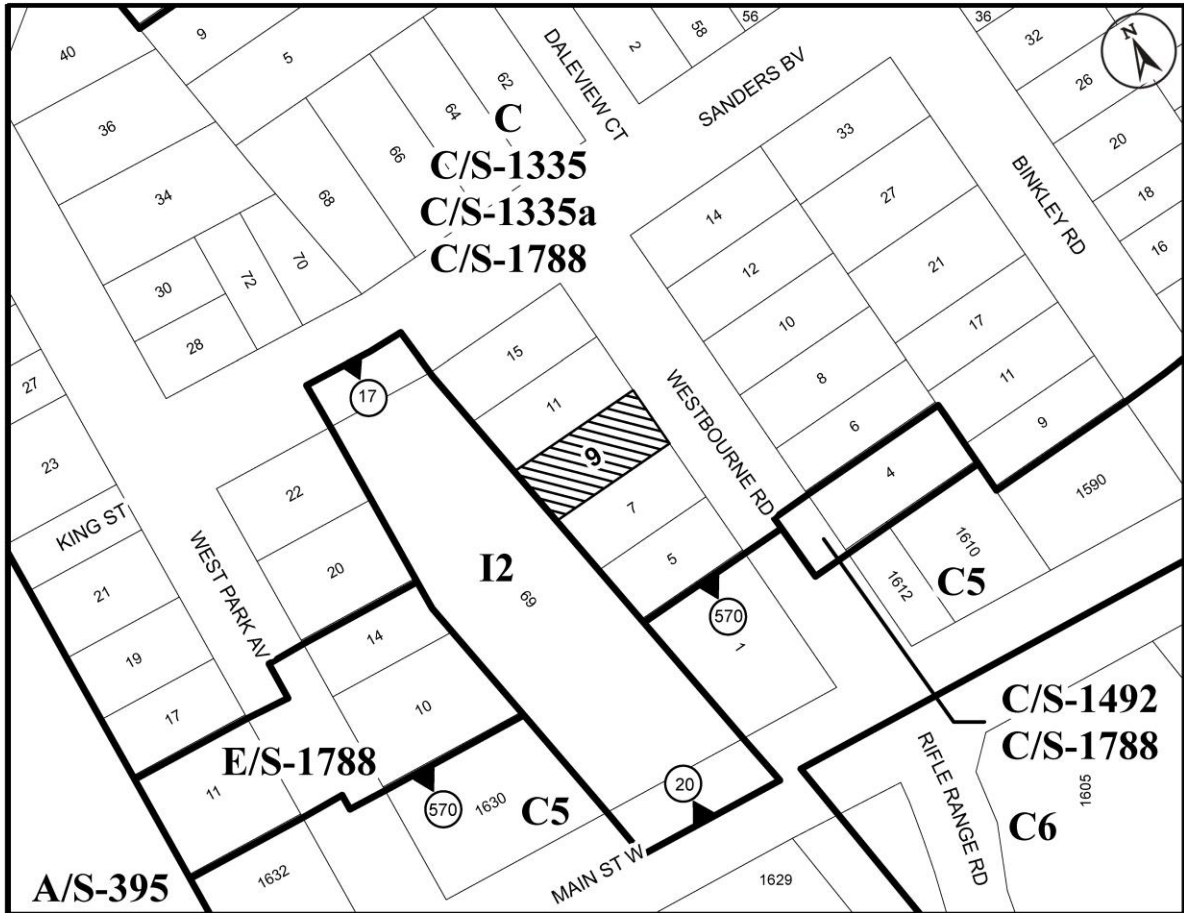 40
9
5
36
34
30
28
72
70
68
66
64
62
DALEVIEW CT
2
58
56
SANDERS BV
36
32
N
26
20
18
16
BINKLEY RD
33
27
21
17
11
9
14
12
10
8
6
4
C
C/S-1335
C/S-1335a
C/S-1788
27
23
KING ST
21
19
17
WEST PARK AV
17
22
20
14
10
11
I2
69
15
11
9
7
5
1
WESTBOURNE RD
570
1590
1610
1612
C5
C/S-1492
C/S-1788
E/S-1788
570
1630
C5
20
A/S-395
1632
MAIN ST W
1629
RIFLE RANGE RD
C6
1605